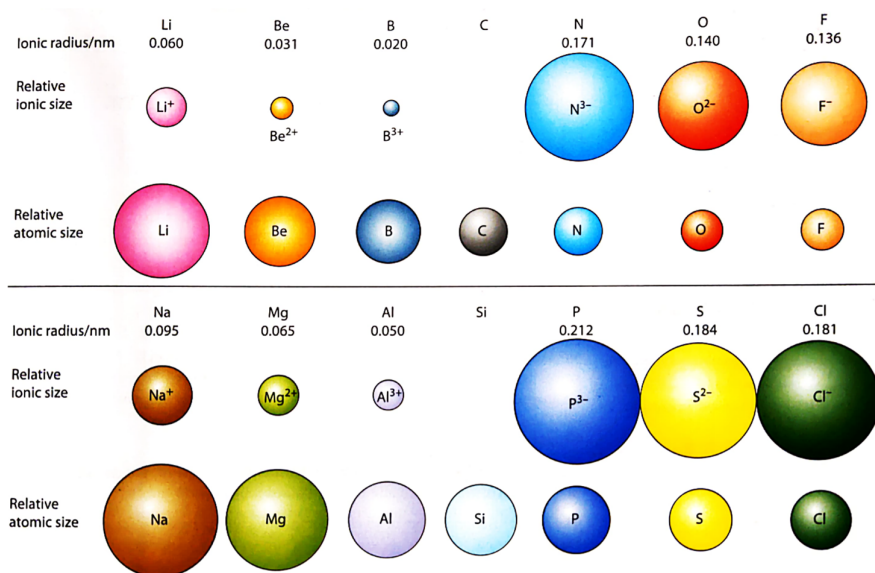 Li Be B C N O F
Ionic radius/nm 0.060 0.031 0.020 0.171 0.140 0.136
Relative
ionic size
Li⁺ Be²⁺ B³⁺ N³⁻ O²⁻ F⁻
Relative
atomic size
Li Be B C N O F
Na Mg Al Si P S Cl
Ionic radius/nm 0.095 0.065 0.050 0.212 0.184 0.181
Relative
ionic size
Na⁺ Mg²⁺ Al³⁺ P³⁻ S²⁻ Cl⁻
Relative
atomic size
Na Mg Al Si P S Cl